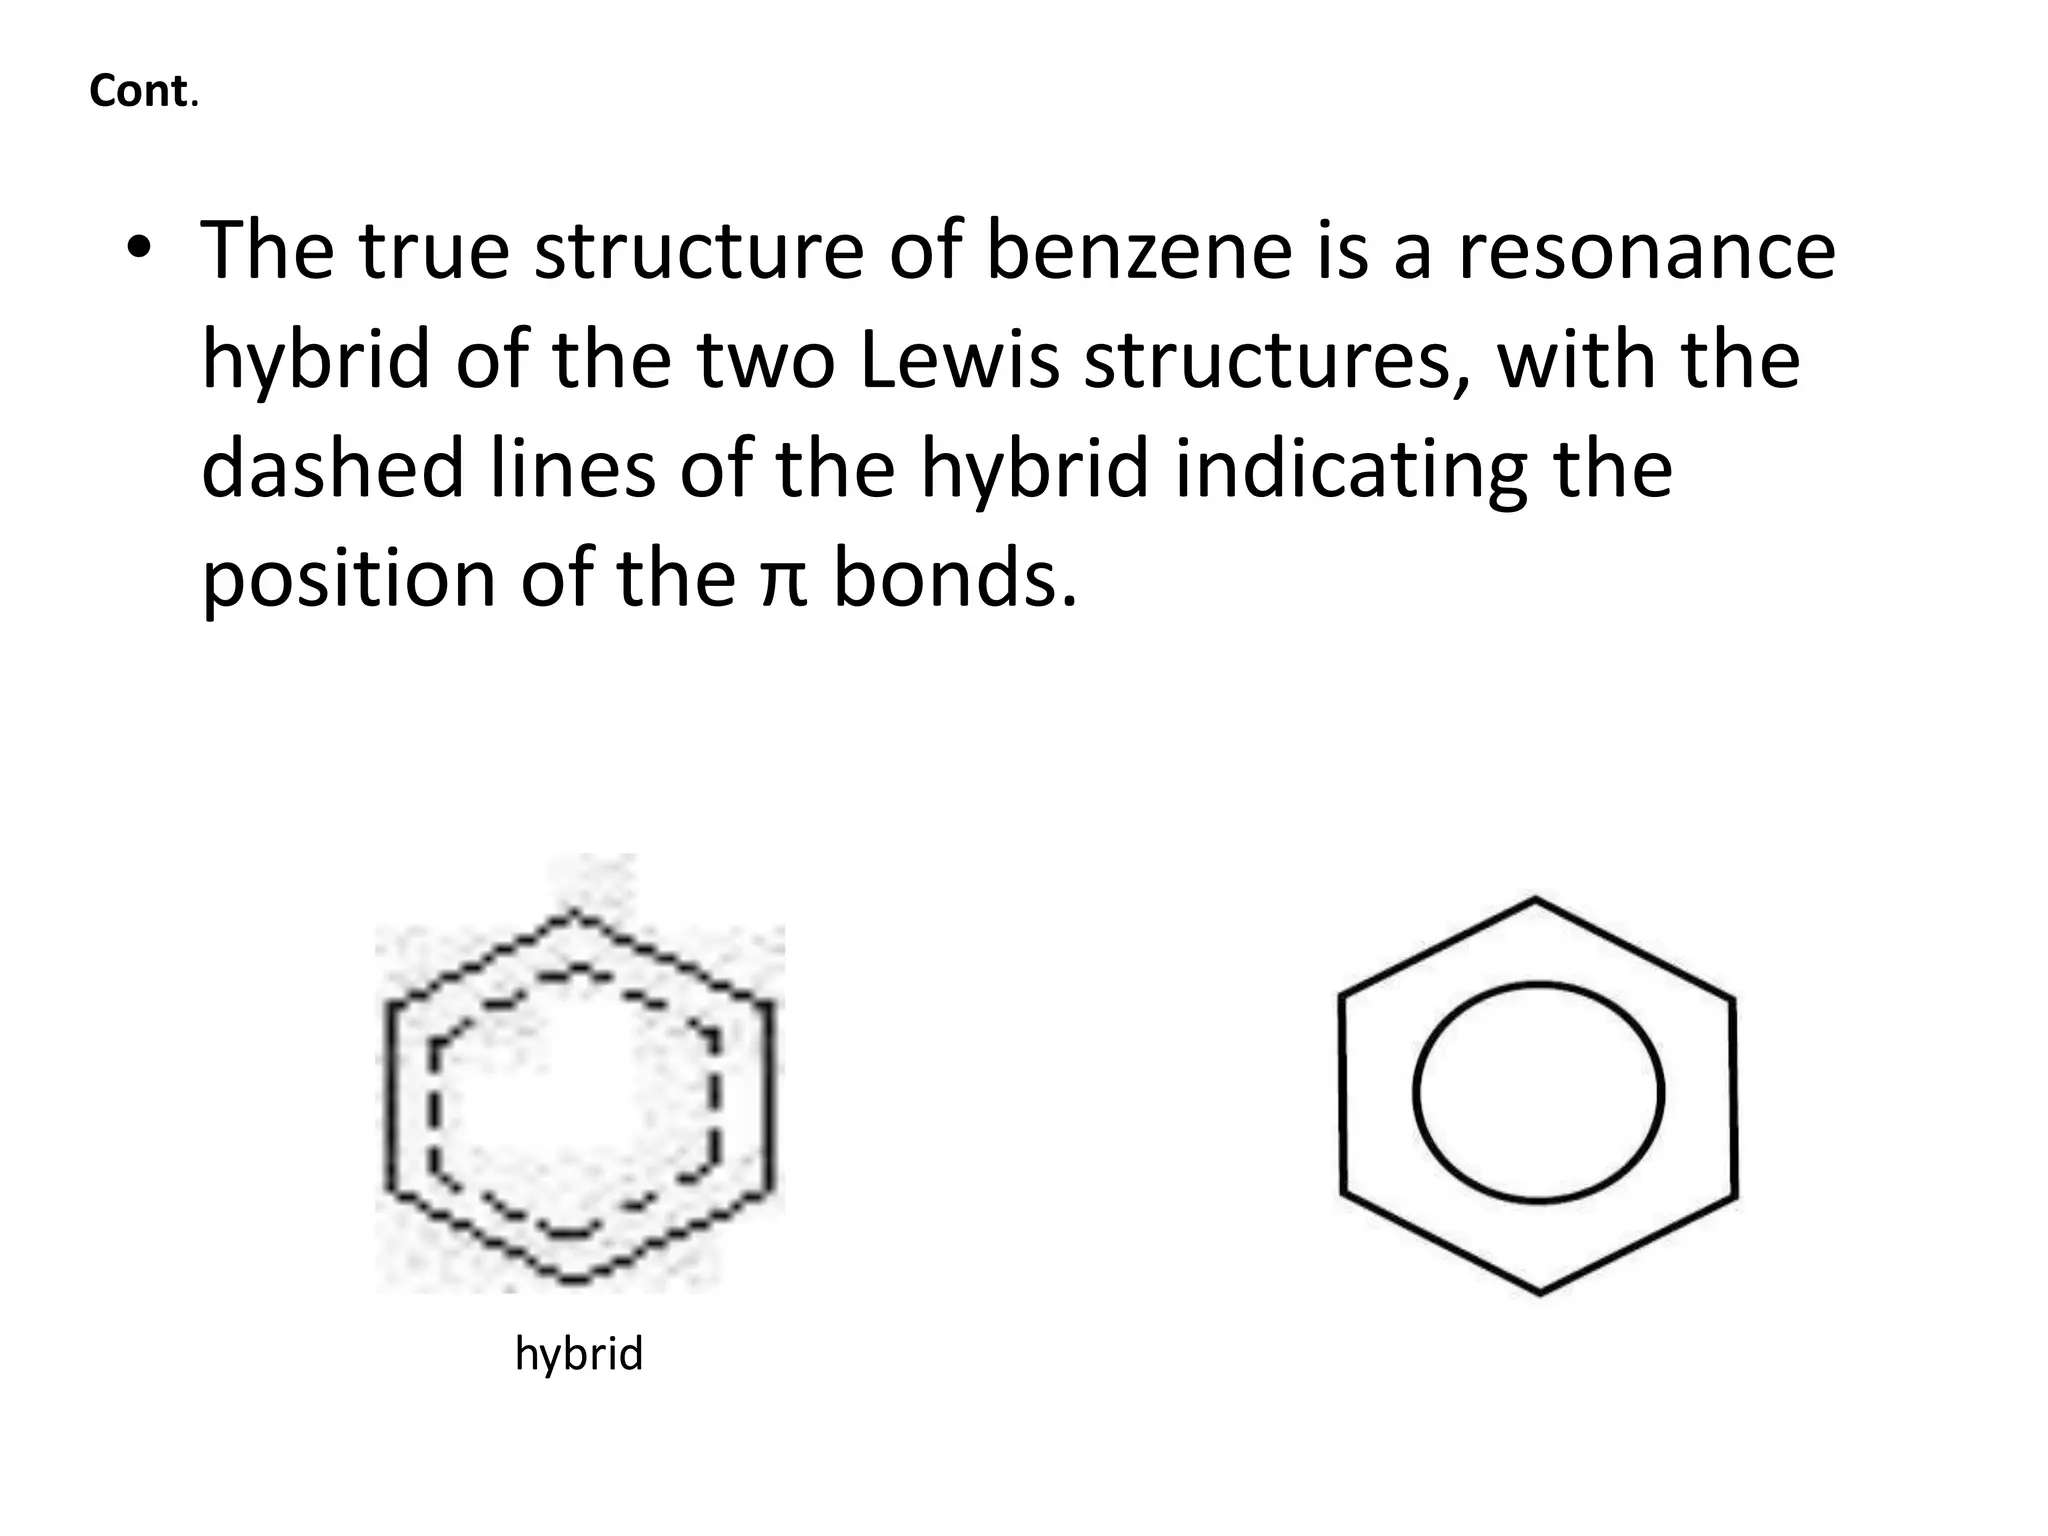 Cont.
• The true structure of benzene is a resonance
hybrid of the two Lewis structures, with the
dashed lines of the hybrid indicating the
position of the π bonds.
hybrid